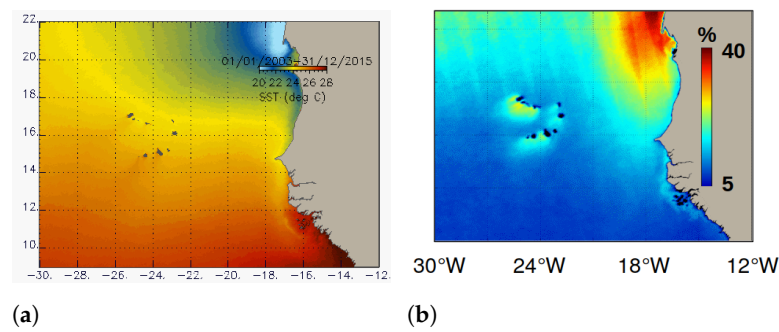 22.
20.
18.
16.
14.
12.
10.
01/01/2003-31/12/2015
20 22 24 26 28
SST (deg C)
-30. -28. -26. -24. -22. -20. -18. -16. -14. -12.
(a)
%
40
5
30°W 24°W 18°W 12°W
(b)